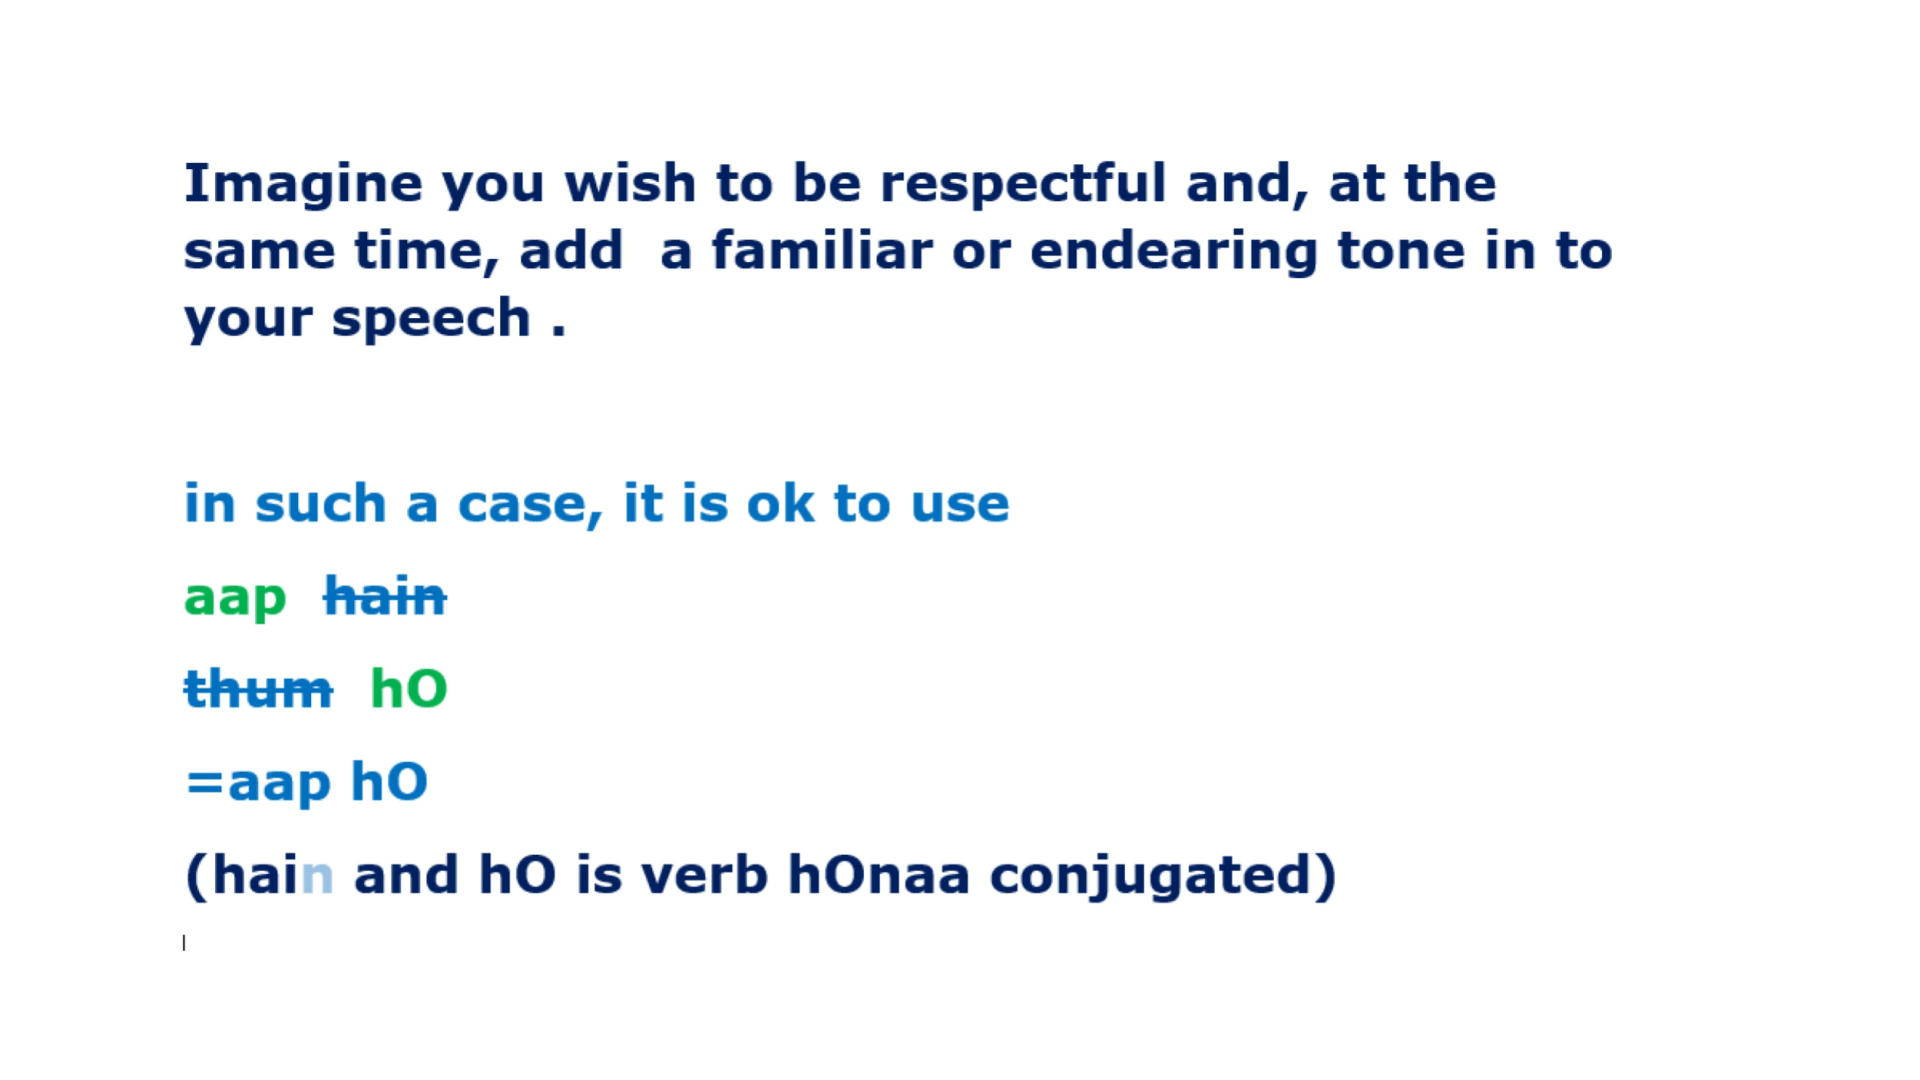 Imagine you wish to be respectful and, at the
same time, add  a familiar or endearing tone in to
your speech .
in such a case, it is ok to use
aap  hain
thum  hO
=aap hO
(hain and hO is verb hOnaa conjugated)